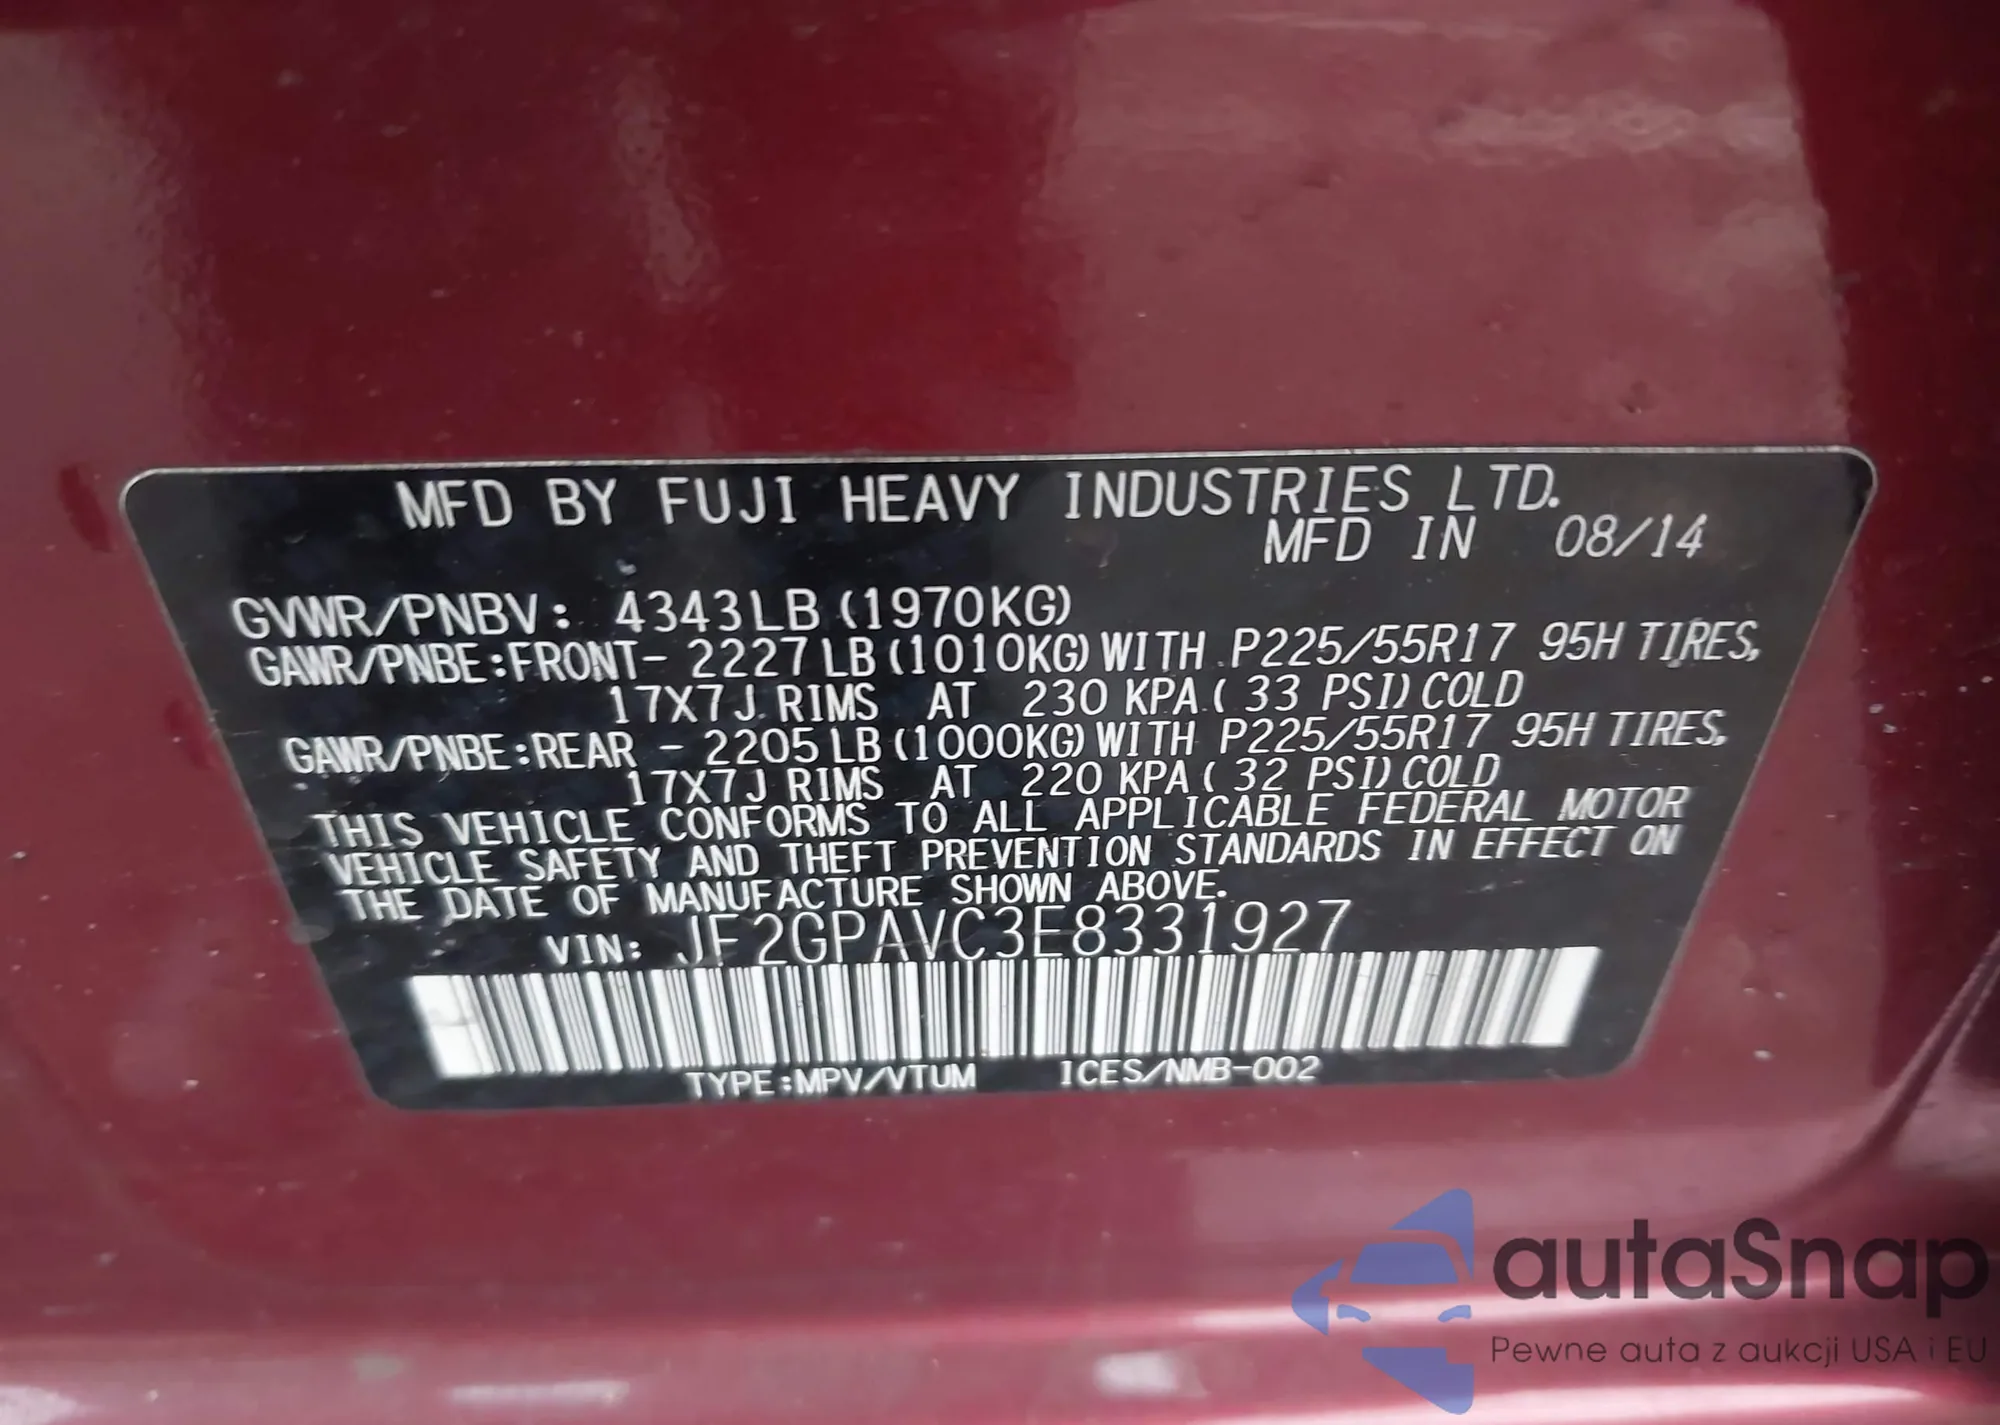 MFD BY FUJI HEAVY INDUSTRIES LTD.
MFD IN 08/14
GVWR/PNBV: 4343LB (1970KG)
GAWR/PNBE:FRONT- 2227LB (1010KG) WITH P225/55R17 95H TIRES,
17X7J RIMS AT 230 KPA ( 33 PSI) COLD
GAWR/PNBE:REAR - 2205LB (1000KG) WITH P225/55R17 95H TIRES,
17X7J RIMS AT 220 KPA ( 32 PSI) COLD
THIS VEHICLE CONFORMS TO ALL APPLICABLE FEDERAL MOTOR
VEHICLE SAFETY AND THEFT PREVENTION STANDARDS IN EFFECT ON
THE DATE OF MANUFACTURE SHOWN ABOVE.
VIN: JF2GPAVC3E8331927
TYPE:MPV/VTUM ICES/NMB-002
autaSnap
Pewne auta z aukcji USA i EU